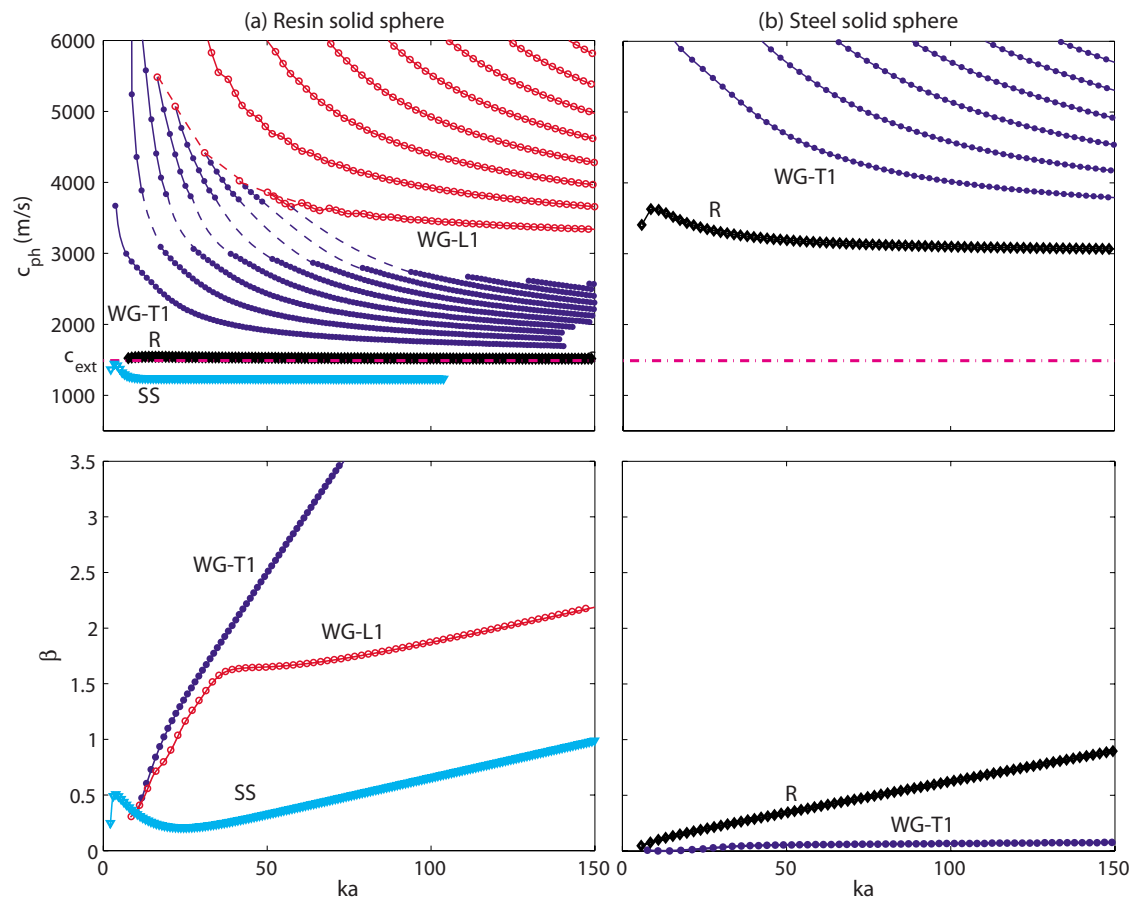 (a) Resin solid sphere
(b) Steel solid sphere
6000
5000
4000
3000
2000
1000
c_ph (m/s)
c_ext
WG-T1
R
SS
WG-L1
WG-T1
R
3.5
3
2.5
2
1.5
1
0.5
0
β
WG-T1
WG-L1
SS
0
50
100
150
ka
R
WG-T1
0
50
100
150
ka